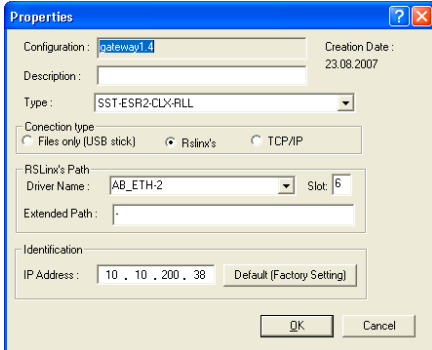 Properties
Configuration : gateway1.4 Creation Date :
23.08.2007
Description :
Type : SST-ESR2-CLX-RLL
Conection type
Files only (USB stick) Rslinx's TCP/IP
RSLinx's Path
Driver Name : AB_ETH-2 Slot: 6
Extended Path : .
Identification
IP Address : 10 . 10 . 200 . 38 Default (Factory Setting)
OK Cancel